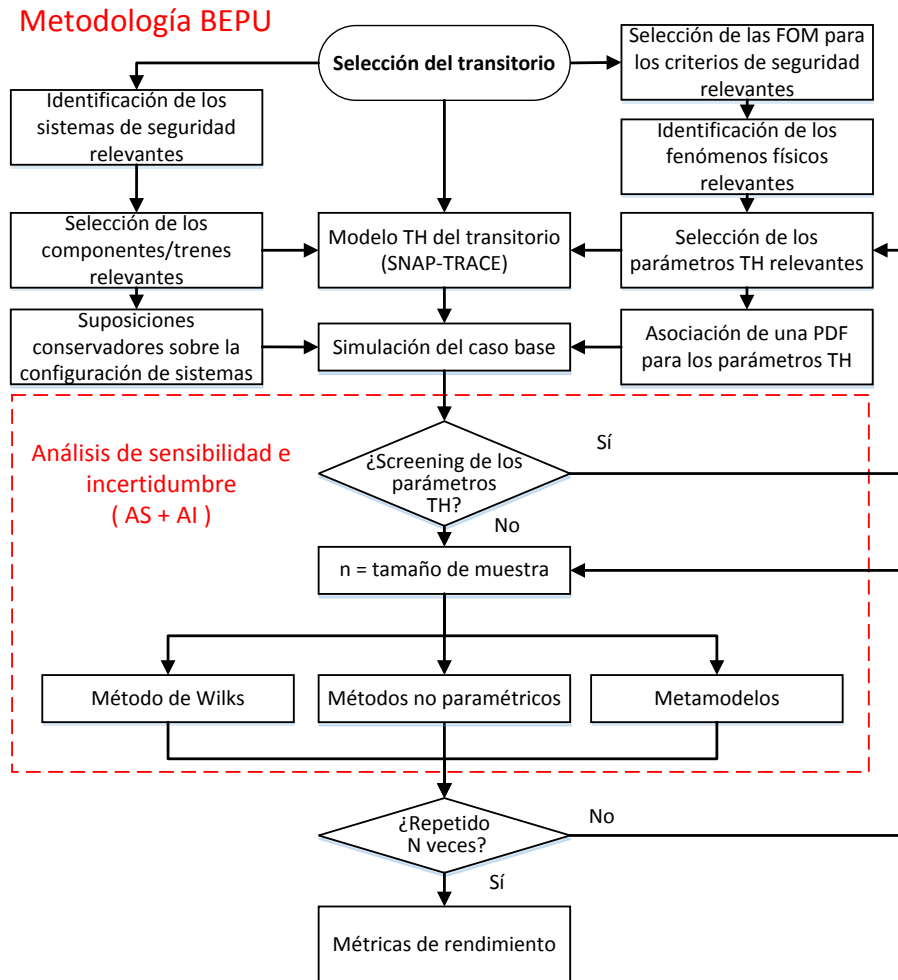 Metodología BEPU
Selección del transitorio
Selección de las FOM para
los criterios de seguridad
relevantes
Identificación de los
sistemas de seguridad
relevantes
Identificación de los
fenómenos físicos
relevantes
Selección de los
componentes/trenes
relevantes
Modelo TH del transitorio
(SNAP-TRACE)
Selección de los
parámetros TH relevantes
Suposiciones
conservadores sobre la
configuración de sistemas
Simulación del caso base
Asociación de una PDF
para los parámetros TH
Análisis de sensibilidad e
incertidumbre
( AS + AI )
¿Screening de los
parámetros
TH?
Sí
No
n = tamaño de muestra
Método de Wilks
Métodos no paramétricos
Metamodelos
¿Repetido
N veces?
No
Sí
Métricas de rendimiento